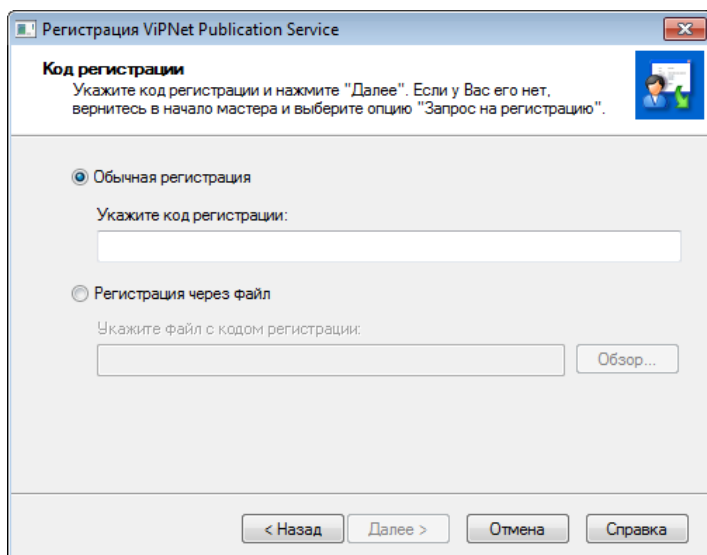 Регистрация ViPNet Publication Service
Код регистрации
Укажите код регистрации и нажмите "Далее". Если у Вас его нет,
вернитесь в начало мастера и выберите опцию "Запрос на регистрацию".
Обычная регистрация
Укажите код регистрации:
Регистрация через файл
Укажите файл с кодом регистрации:
Обзор...
< Назад Далее > Отмена Справка